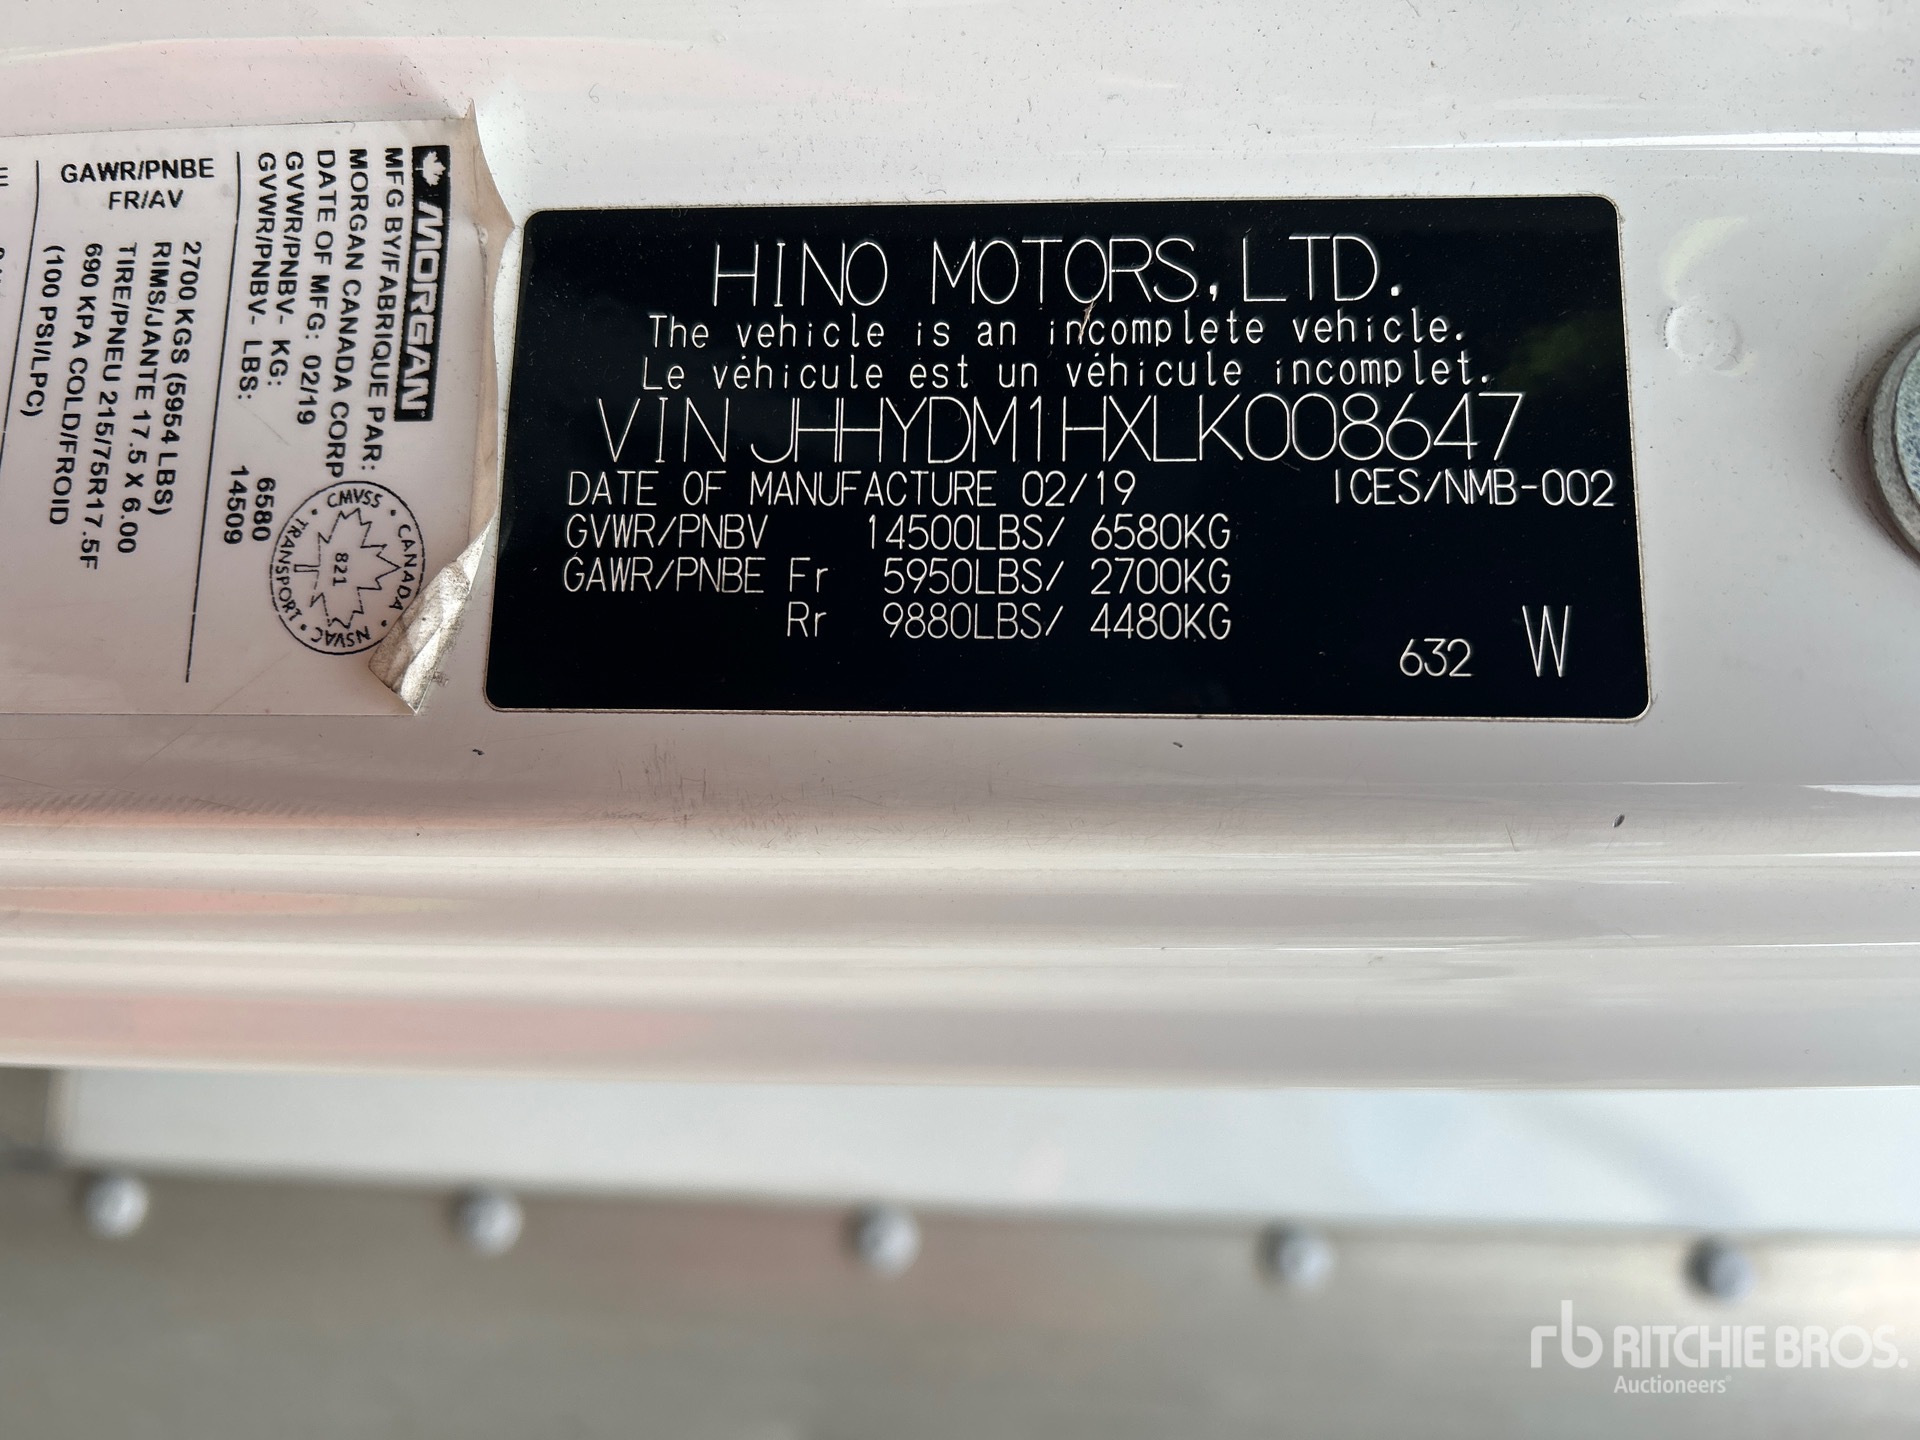 HINO MOTORS, LTD.
The vehicle is an incomplete vehicle.
Le véhicule est un véhicule incomplet.
VIN JHHYDM1HXLK008647
DATE OF MANUFACTURE 02/19 ICES/NMB-002
GVWR/PNBV 14500LBS/ 6580KG
GAWR/PNBE Fr 5950LBS/ 2700KG
Rr 9880LBS/ 4480KG
632 W
MORGAN
MFG BY/FABRIQUE PAR:
MORGAN CANADA CORP
DATE OF MFG: 02/19
GVWR/PNBV- KG: 6580
GVWR/PNBV- LBS: 14509
CMVSS • CANADA • NSVAC • TRANSPORT •
821
GAWR/PNBE
FR/AV
2700 KGS (5954 LBS)
RIMS/JANTE 17.5 X 6.00
TIRE/PNEU 215/75R17.5F
690 KPA COLD/FROID
(100 PSI/LPC)
rb RITCHIE BROS.
Auctioneers